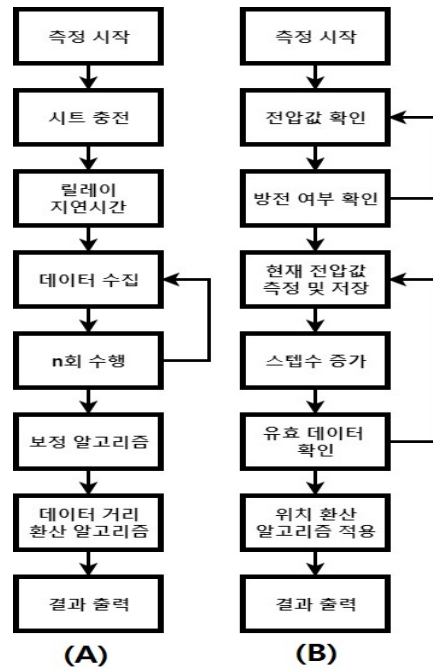 측정 시작
시트 충전
릴레이
지연시간
데이터 수집
n회 수행
보정 알고리즘
데이터 거리
환산 알고리즘
결과 출력
(A)
측정 시작
전압값 확인
방전 여부 확인
현재 전압값
측정 및 저장
스텝수 증가
유효 데이터
확인
위치 환산
알고리즘 적용
결과 출력
(B)